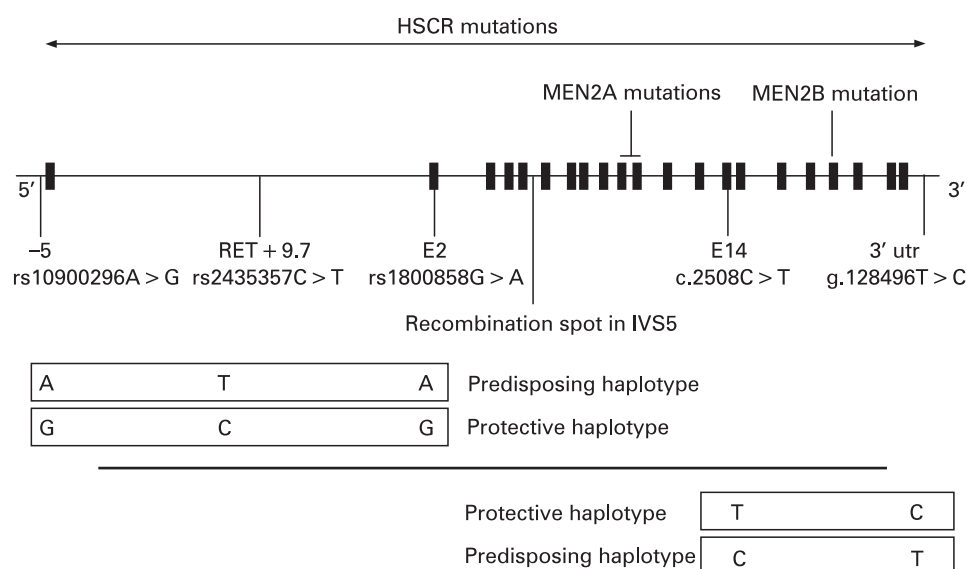 HSCR mutations
MEN2A mutations MEN2B mutation
5′ 3′
–5 RET + 9.7 E2 E14 3′ utr
rs10900296A > G rs2435357C > T rs1800858G > A c.2508C > T g.128496T > C
Recombination spot in IVS5
A T A Predisposing haplotype
G C G Protective haplotype
Protective haplotype T C
Predisposing haplotype C T